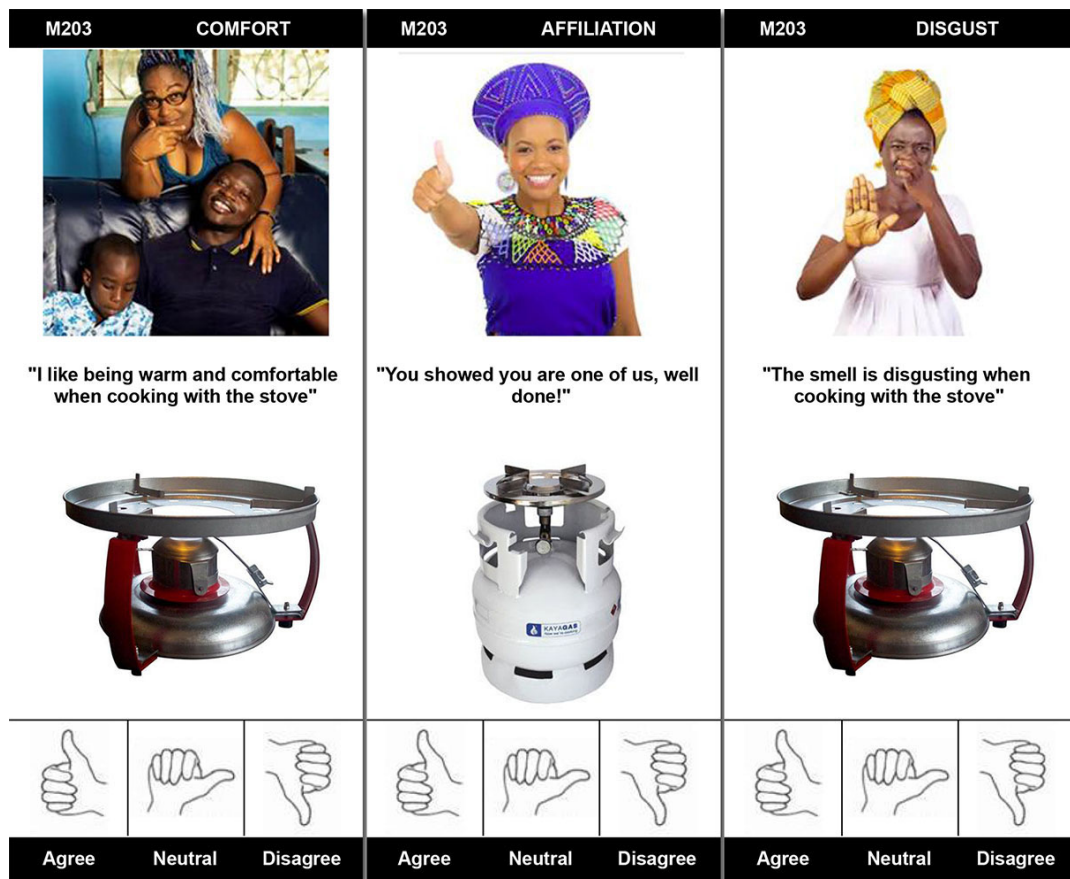 M203 COMFORT
"I like being warm and comfortable
when cooking with the stove"
Agree Neutral Disagree
M203 AFFILIATION
"You showed you are one of us, well
done!"
KAYAGAS
Agree Neutral Disagree
M203 DISGUST
"The smell is disgusting when
cooking with the stove"
Agree Neutral Disagree